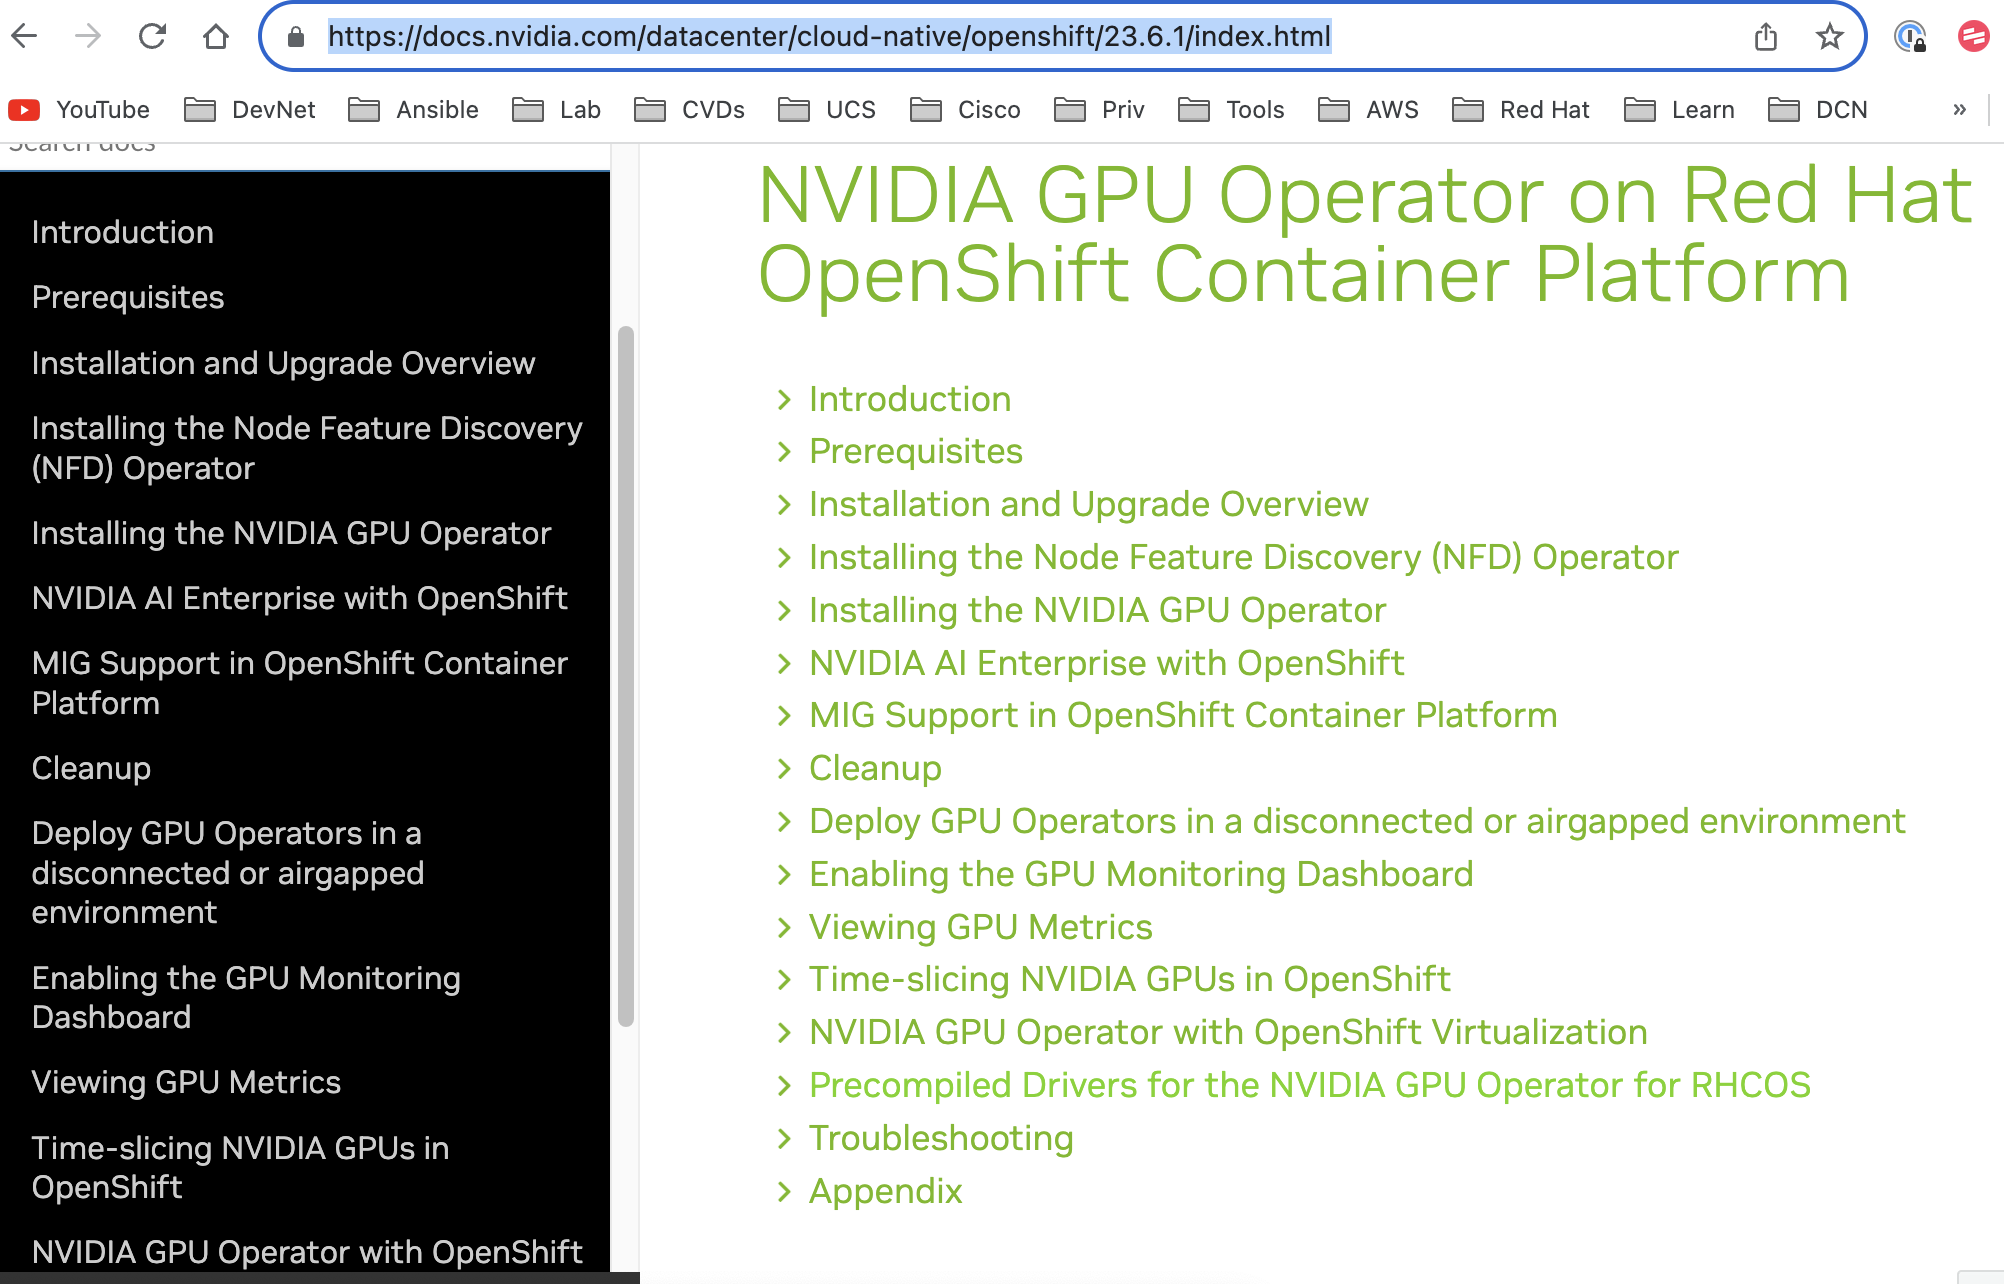 https://docs.nvidia.com/datacenter/cloud-native/openshift/23.6.1/index.html
YouTube DevNet Ansible Lab CVDs UCS Cisco Priv Tools AWS Red Hat Learn DCN »
Search docs
Introduction
Prerequisites
Installation and Upgrade Overview
Installing the Node Feature Discovery
(NFD) Operator
Installing the NVIDIA GPU Operator
NVIDIA AI Enterprise with OpenShift
MIG Support in OpenShift Container
Platform
Cleanup
Deploy GPU Operators in a
disconnected or airgapped
environment
Enabling the GPU Monitoring
Dashboard
Viewing GPU Metrics
Time-slicing NVIDIA GPUs in
OpenShift
NVIDIA GPU Operator with OpenShift
NVIDIA GPU Operator on Red Hat
OpenShift Container Platform
Introduction
Prerequisites
Installation and Upgrade Overview
Installing the Node Feature Discovery (NFD) Operator
Installing the NVIDIA GPU Operator
NVIDIA AI Enterprise with OpenShift
MIG Support in OpenShift Container Platform
Cleanup
Deploy GPU Operators in a disconnected or airgapped environment
Enabling the GPU Monitoring Dashboard
Viewing GPU Metrics
Time-slicing NVIDIA GPUs in OpenShift
NVIDIA GPU Operator with OpenShift Virtualization
Precompiled Drivers for the NVIDIA GPU Operator for RHCOS
Troubleshooting
Appendix